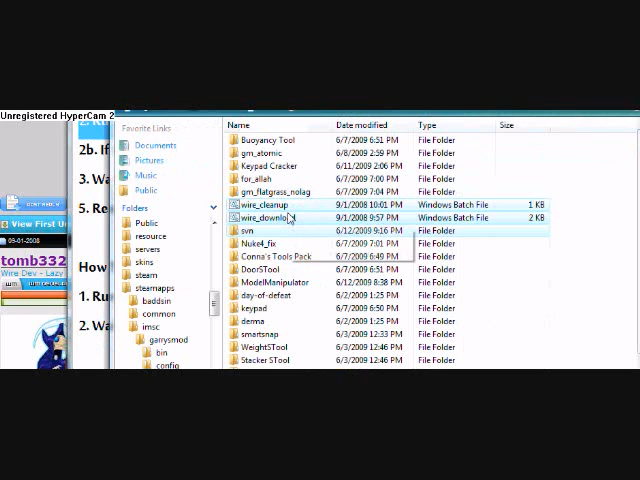 Unregistered HyperCam 2
2b. If
3. Wa
5. Re
View First Un
09-01-2008
tomb332
Wire Dev - Lazy
How
1. Ru
2. Wa
Favorite Links
Documents
Pictures
Music
Public
Folders
Public
resource
servers
skins
steam
steamapps
baddsin
common
imsc
garrysmod
bin
config
Name Date modified Type Size
Buoyancy Tool 6/7/2009 6:51 PM File Folder
gm_atomic 6/8/2009 2:59 PM File Folder
Keypad Cracker 6/11/2009 2:06 PM File Folder
for_allah 6/7/2009 7:00 PM File Folder
gm_flatgrass_nolag 6/7/2009 7:04 PM File Folder
wire_cleanup 9/1/2008 10:01 PM Windows Batch File 1 KB
wire_download 9/1/2008 9:57 PM Windows Batch File 2 KB
svn 6/12/2009 9:16 PM File Folder
Nuke4_fix 6/7/2009 7:01 PM File Folder
Conna's Tools Pack 6/7/2009 6:49 PM File Folder
DoorSTool 6/7/2009 6:51 PM File Folder
ModelManipulator 6/12/2009 8:38 PM File Folder
day-of-defeat 6/2/2009 1:25 PM File Folder
keypad 6/7/2009 6:50 PM File Folder
derma 6/2/2009 1:25 PM File Folder
smartsnap 6/3/2009 12:33 PM File Folder
WeightSTool 6/3/2009 12:46 PM File Folder
Stacker STool 6/3/2009 12:46 PM File Folder